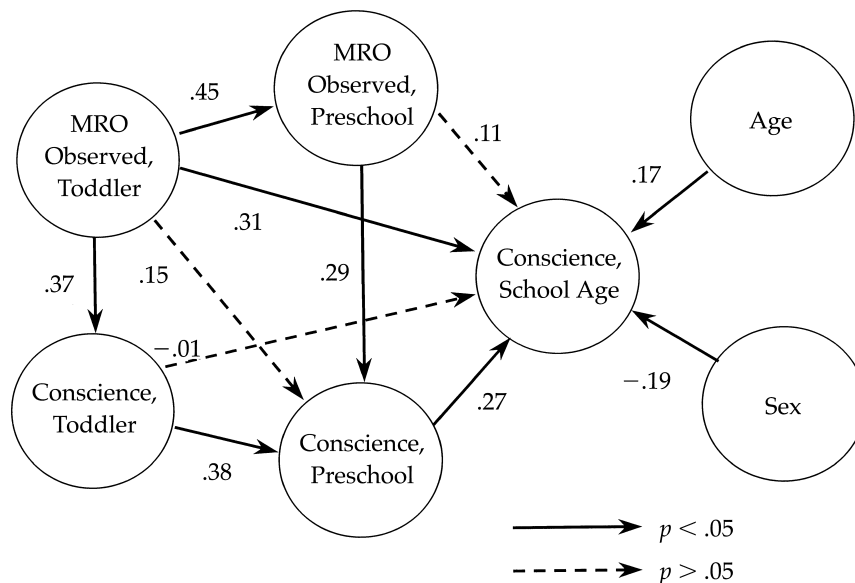 MRO
Observed,
Toddler
.45
MRO
Observed,
Preschool
.11
Age
.17
.31
.37
.15
.29
Conscience,
School Age
−.01
Conscience,
Toddler
.38
Conscience,
Preschool
.27
−.19
Sex
p < .05
p > .05